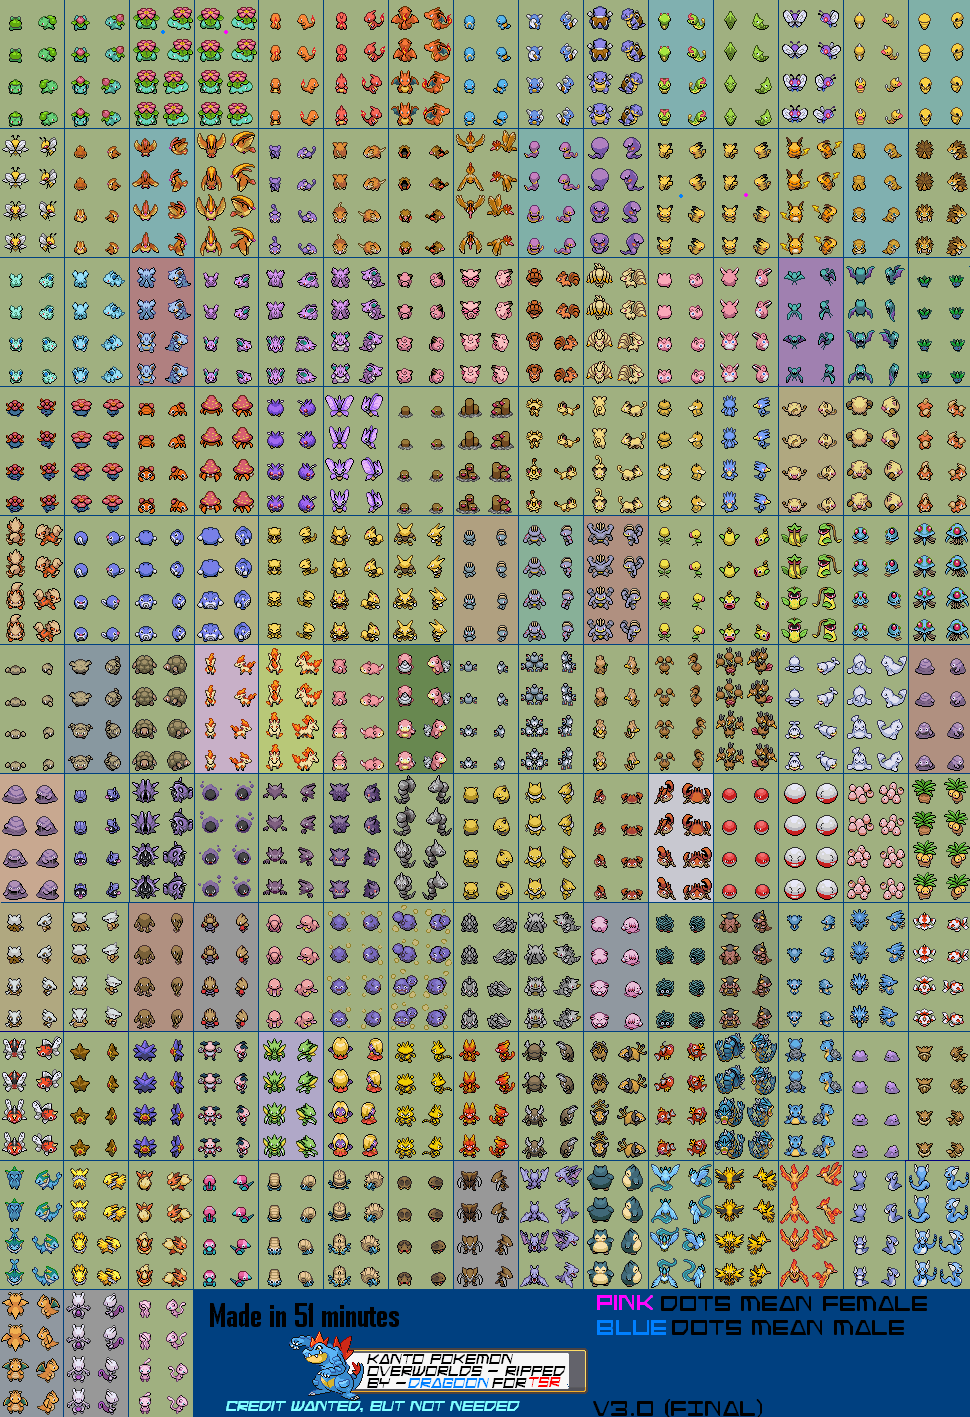 Made in 51 minutes
PINK DOTS MEAN FEMALE
BLUE DOTS MEAN MALE
KANTO POKEMON
OVERWORLDS - RIPPED
BY - DRAGOON FOR TSR
CREDIT WANTED, BUT NOT NEEDED
V3.0 (FINAL)